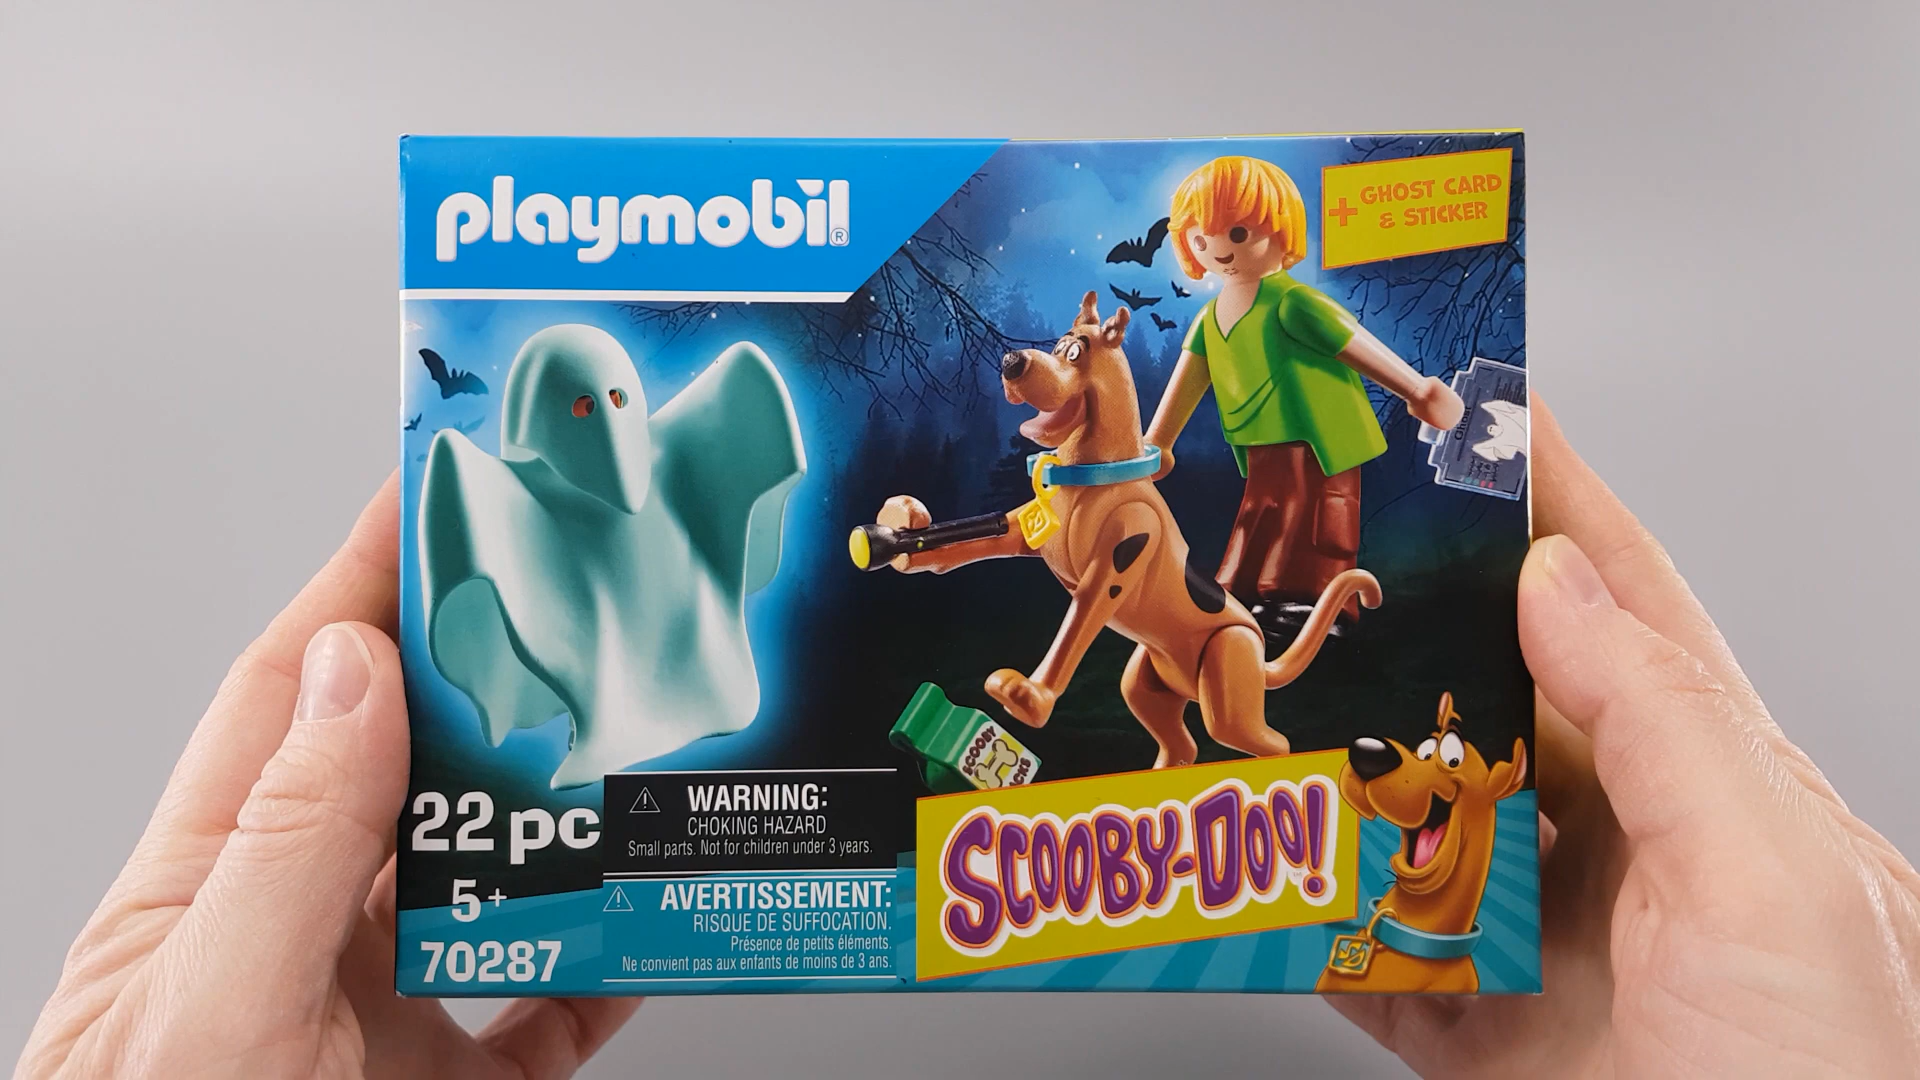 playmobil®
+ GHOST CARD
& STICKER
SCOOBY
22 pc
5+
70287
WARNING:
CHOKING HAZARD
Small parts. Not for children under 3 years.
AVERTISSEMENT:
RISQUE DE SUFFOCATION.
Présence de petits éléments.
Ne convient pas aux enfants de moins de 3 ans.
SCOOBY-DOO!
SD